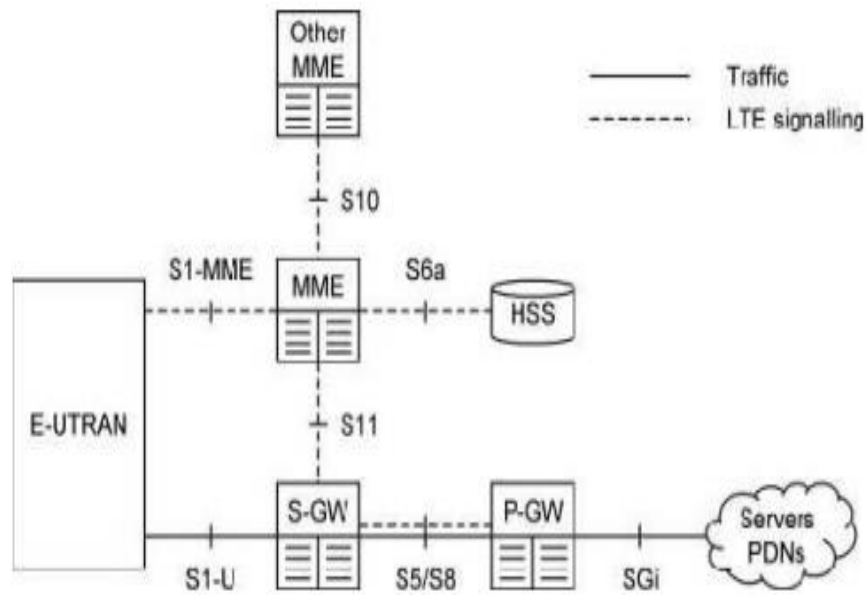 Other
MME
Traffic
LTE signalling
S10
S1-MME
MME
S6a
HSS
E-UTRAN
S11
S-GW
P-GW
Servers
PDNs
S1-U
S5/S8
SGi